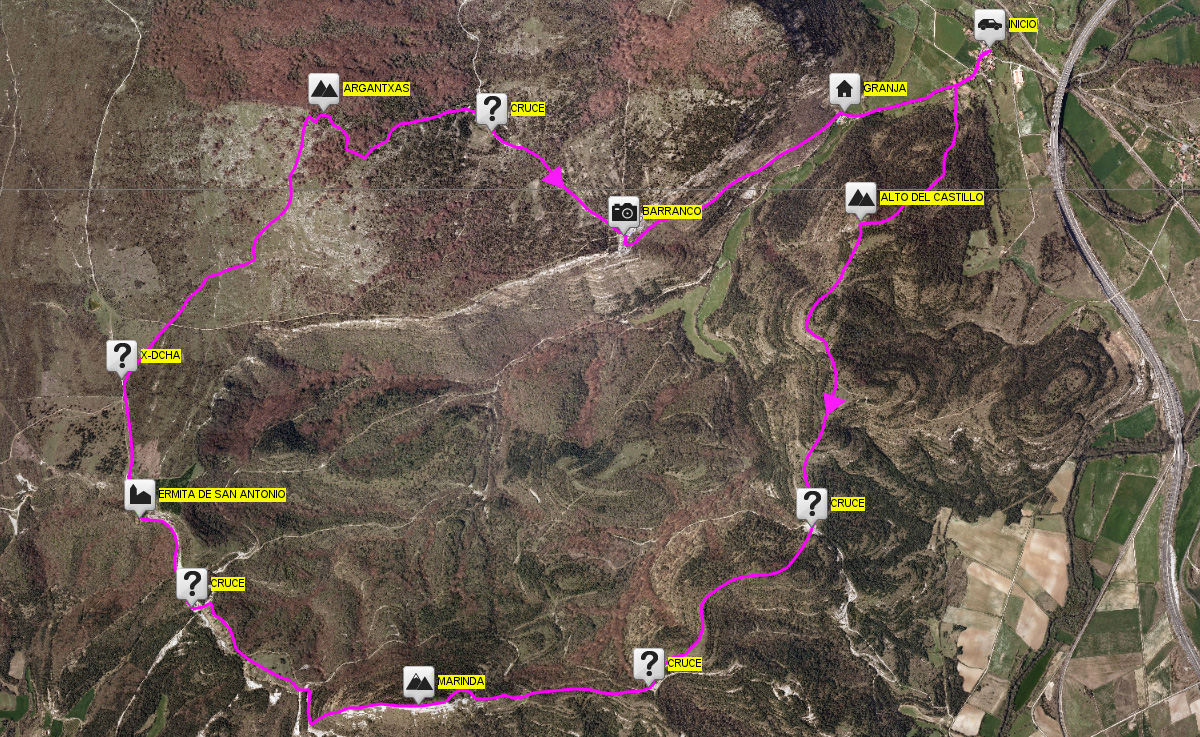 INICIO
ARGANTXAS
GRANJA
CRUCE
ALTO DEL CASTILLO
BARRANCO
X-DCHA
ERMITA DE SAN ANTONIO
CRUCE
CRUCE
CRUCE
MARINDA